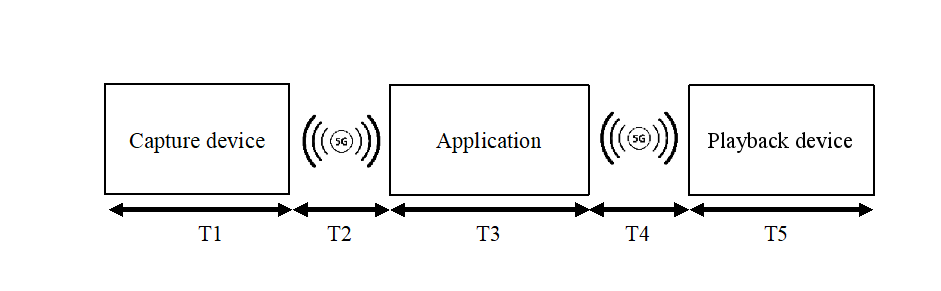 Capture device
5G
Application
5G
Playback device
T1
T2
T3
T4
T5